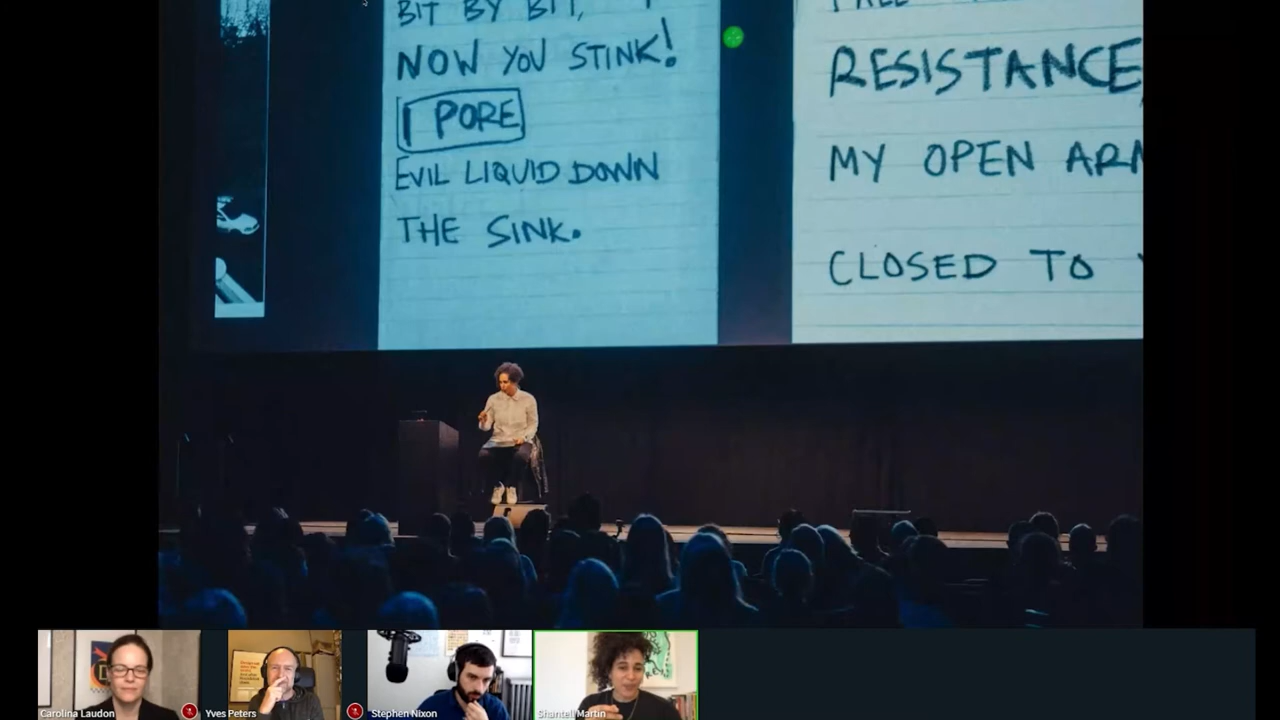 BIT BY BIT, I
NOW YOU STINK!
I PORE
EVIL LIQUID DOWN
THE SINK.
RESISTANCE,
MY OPEN
CLOSED TO
Carolina Laudon
Yves Peters
Stephen Nixon
Shantell Martin